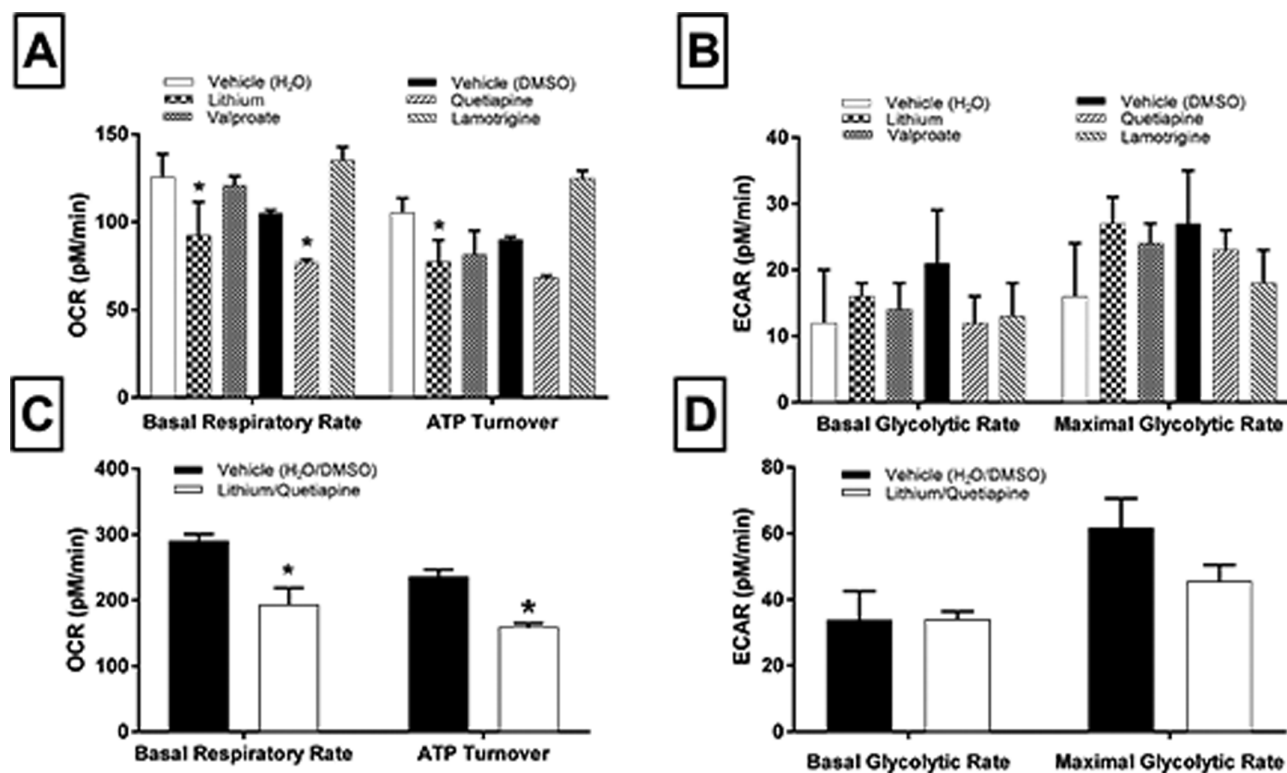 A
Vehicle (H₂O)
Lithium
Valproate
Vehicle (DMSO)
Quetiapine
Lamotrigine
OCR (pM/min)
150
100
50
0
*
*
*
Basal Respiratory Rate
ATP Turnover
B
Vehicle (H₂O)
Lithium
Valproate
Vehicle (DMSO)
Quetiapine
Lamotrigine
ECAR (pM/min)
40
30
20
10
0
Basal Glycolytic Rate
Maximal Glycolytic Rate
C
Vehicle (H₂O/DMSO)
Lithium/Quetiapine
OCR (pM/min)
400
300
200
100
0
*
*
Basal Respiratory Rate
ATP Turnover
D
Vehicle (H₂O/DMSO)
Lithium/Quetiapine
ECAR (pM/min)
80
60
40
20
0
Basal Glycolytic Rate
Maximal Glycolytic Rate